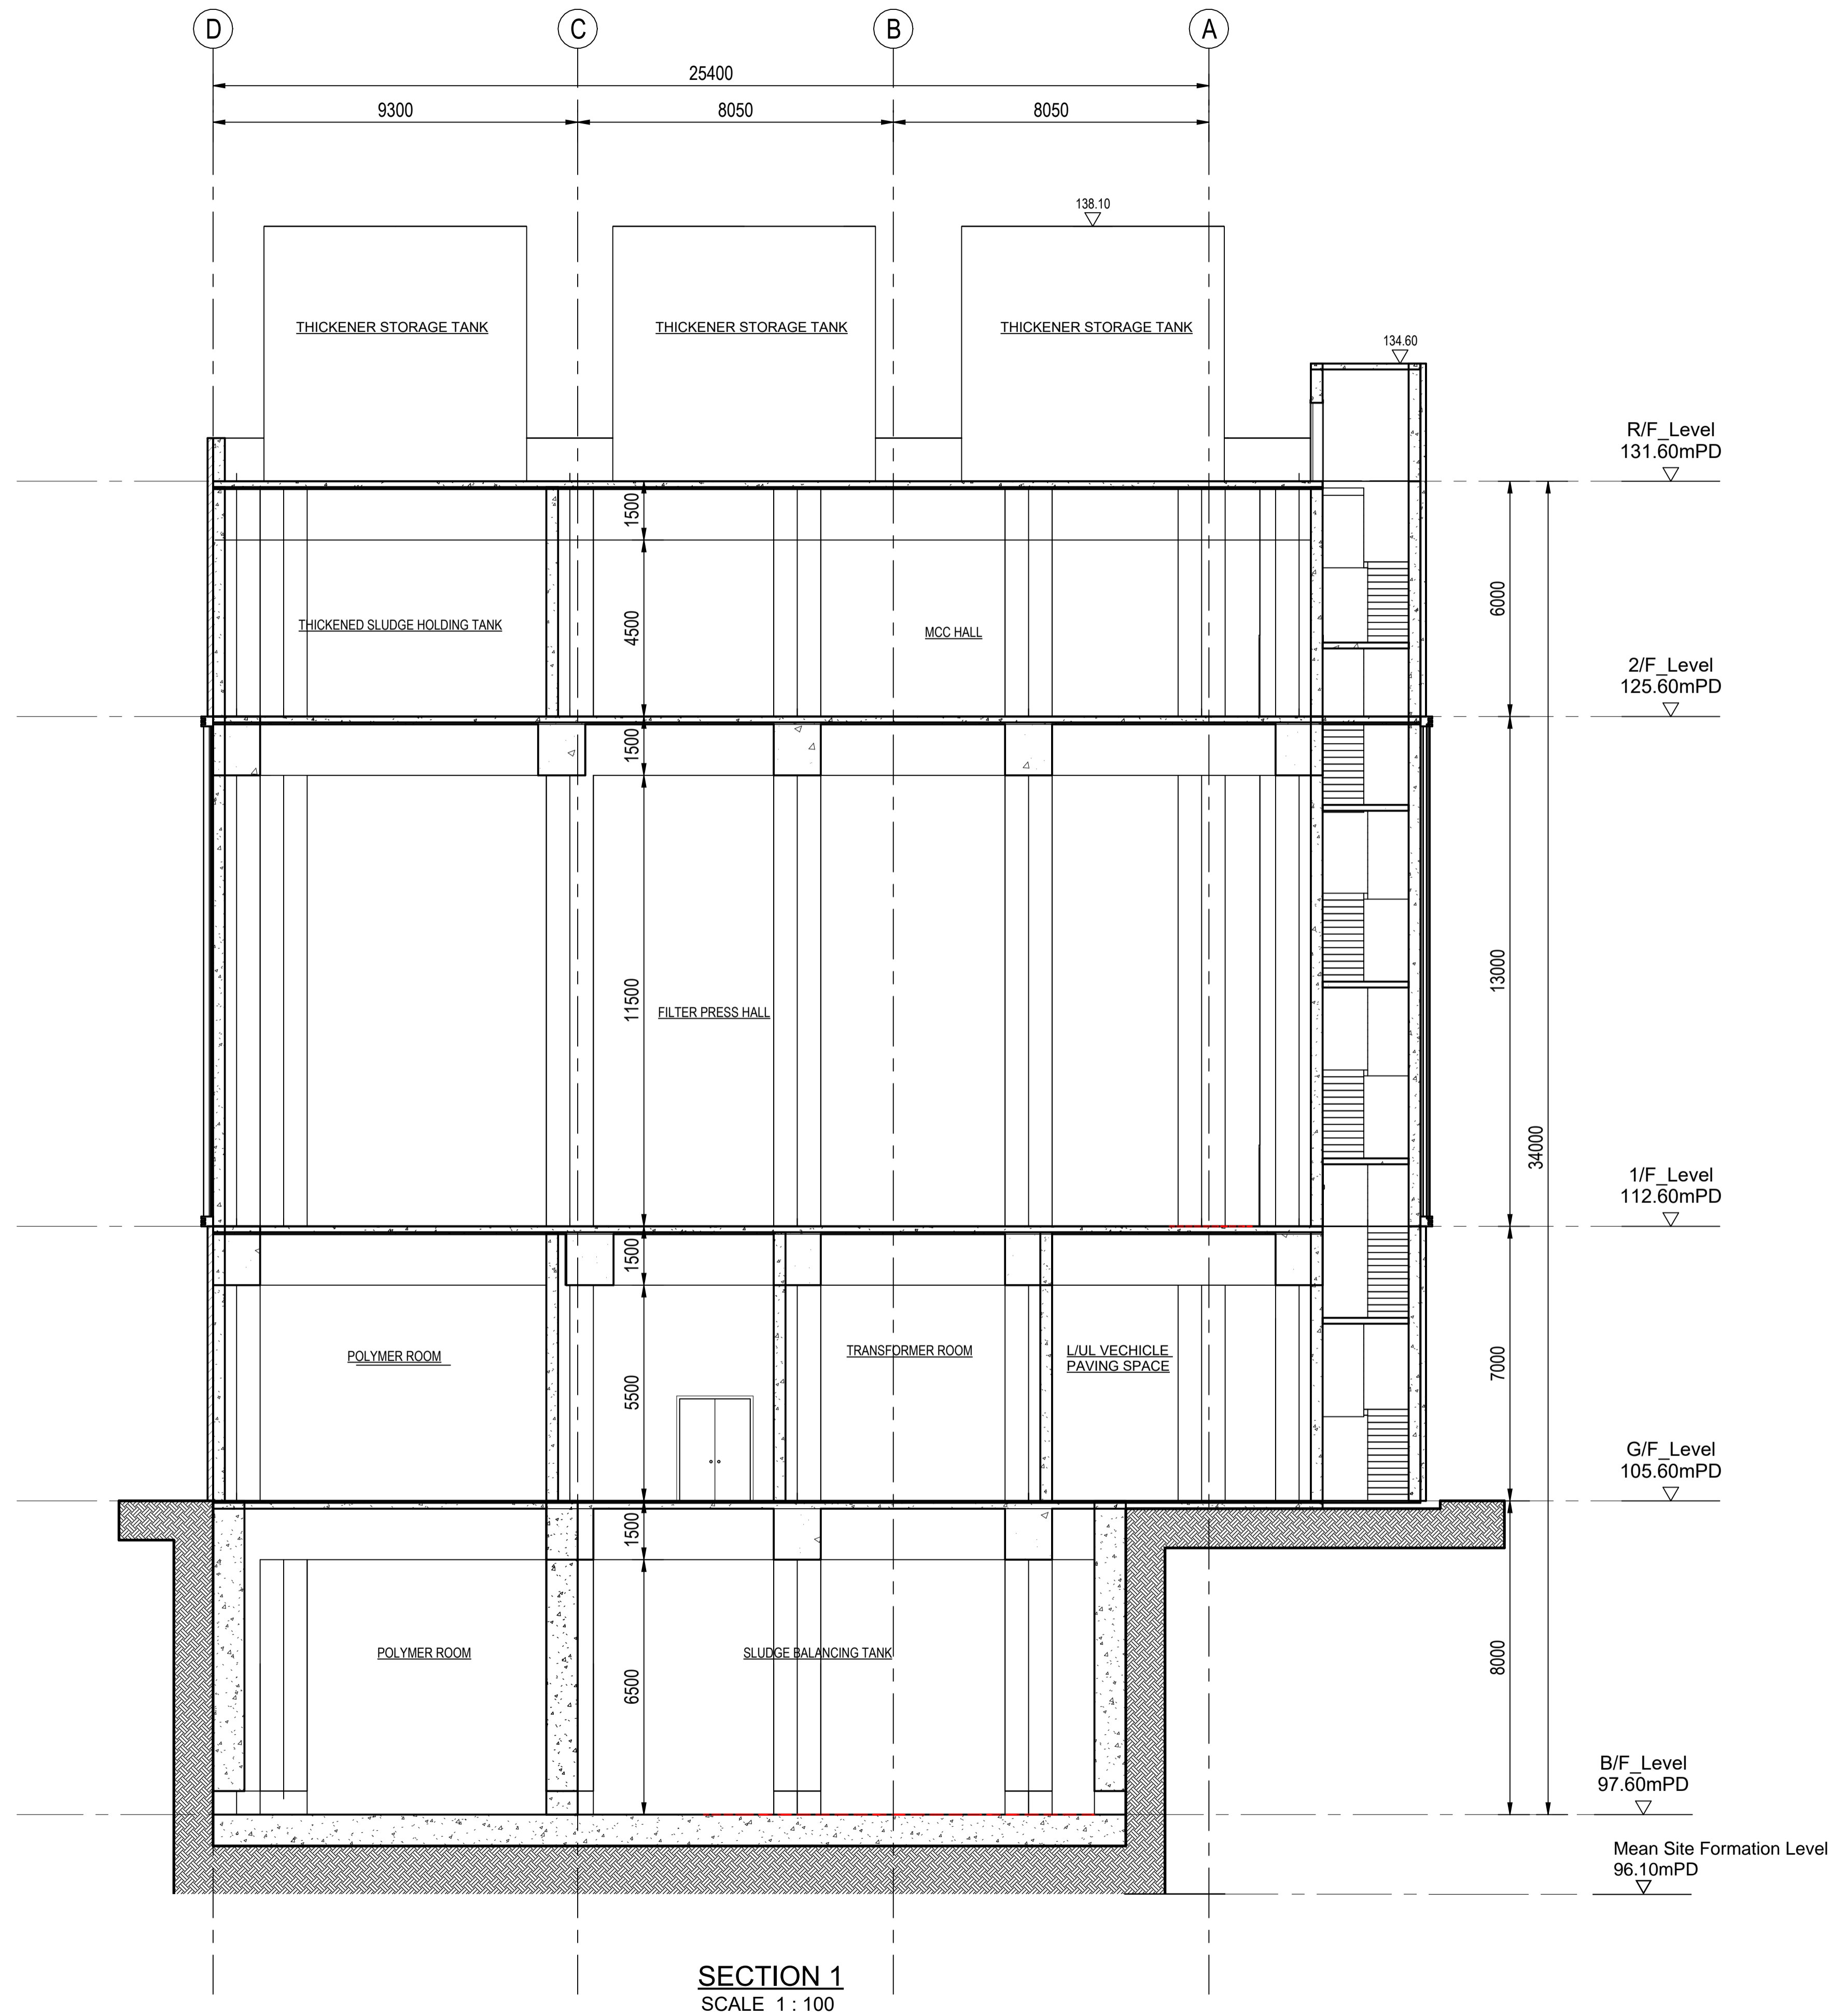 D C B A
25400
9300 8050 8050
138.10
THICKENER STORAGE TANK THICKENER STORAGE TANK THICKENER STORAGE TANK
134.60
R/F_Level
131.60mPD
1500
6000
4500
THICKENED SLUDGE HOLDING TANK
MCC HALL
2/F_Level
125.60mPD
1500
13000
11500
FILTER PRESS HALL
34000
1/F_Level
112.60mPD
1500
POLYMER ROOM
TRANSFORMER ROOM
L/UL VECHICLE
PAVING SPACE
7000
5500
G/F_Level
105.60mPD
1500
POLYMER ROOM
SLUDGE BALANCING TANK
8000
6500
B/F_Level
97.60mPD
Mean Site Formation Level
96.10mPD
SECTION 1
SCALE 1 : 100